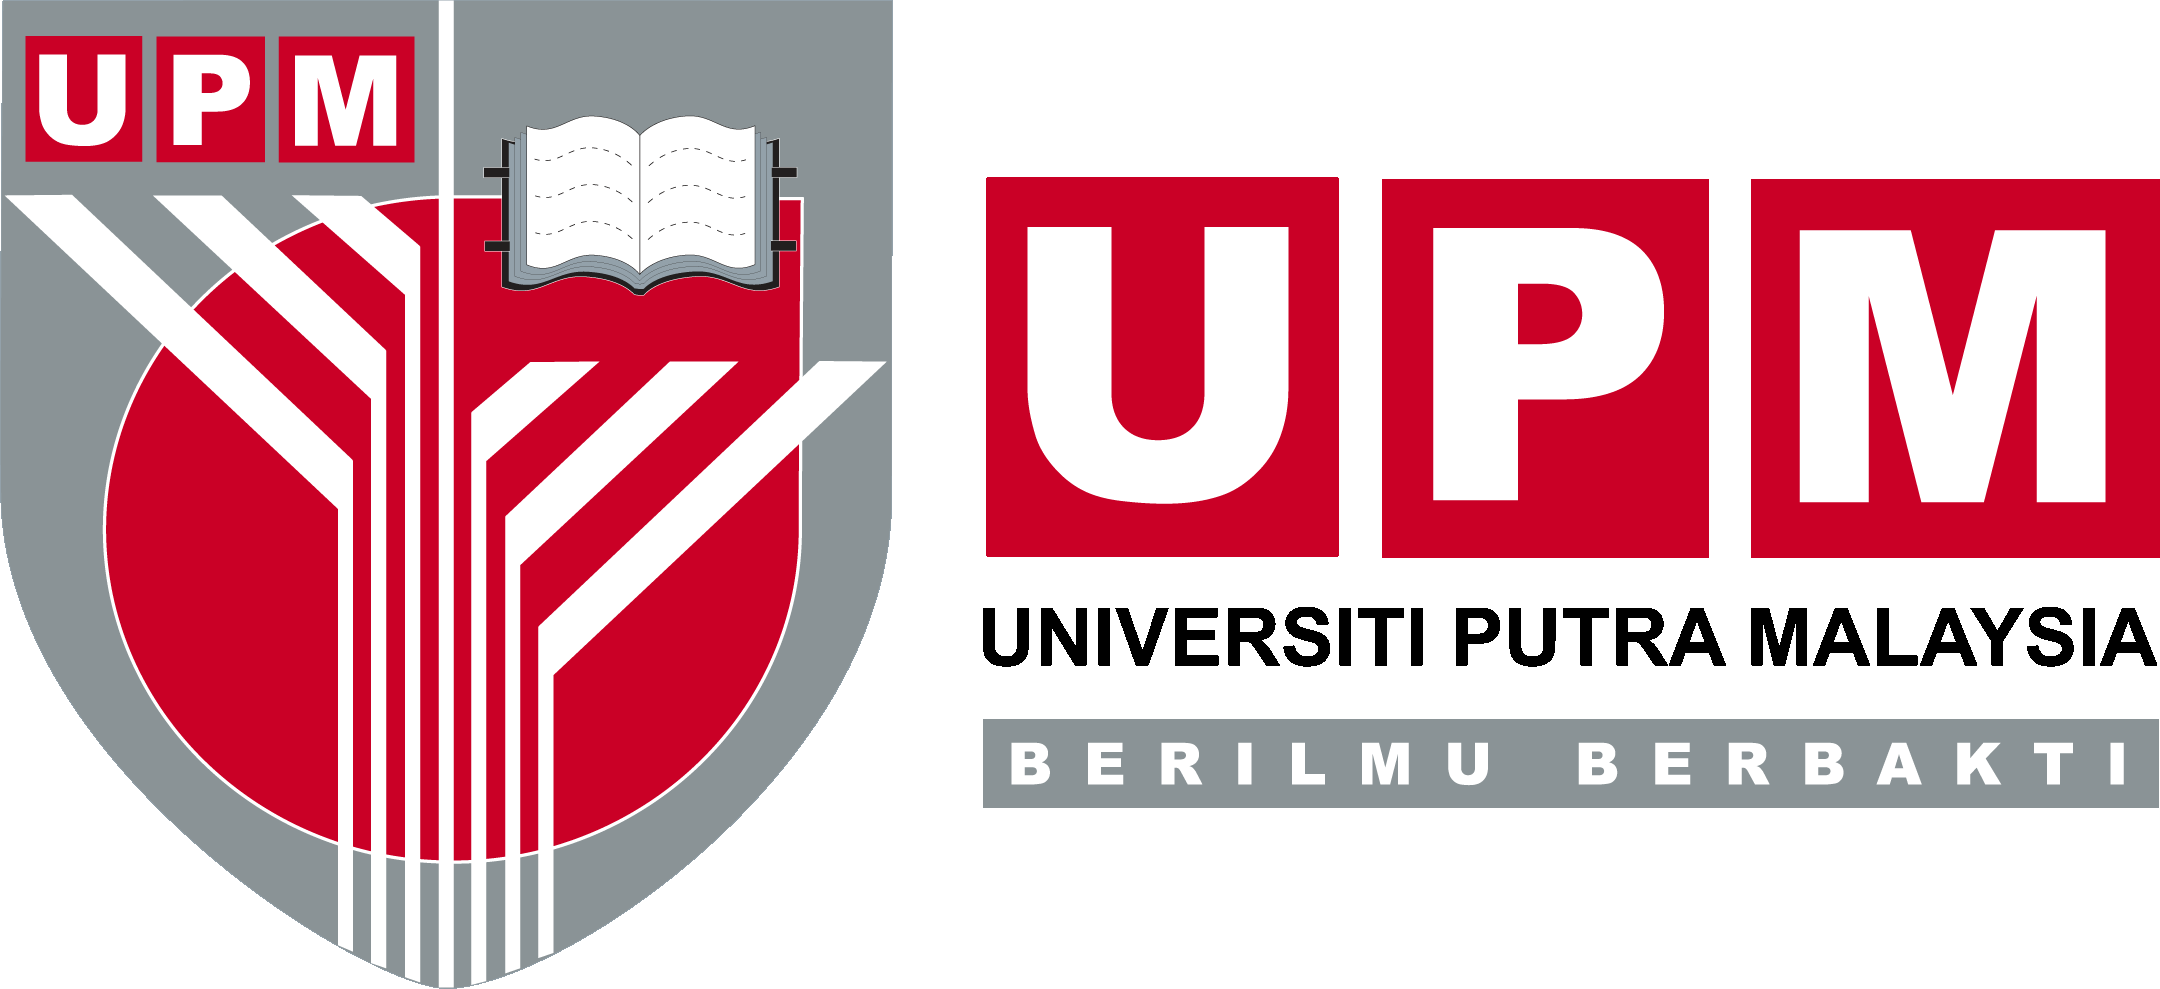 UPM
UPM
UNIVERSITI PUTRA MALAYSIA
BERILMU BERBAKTI